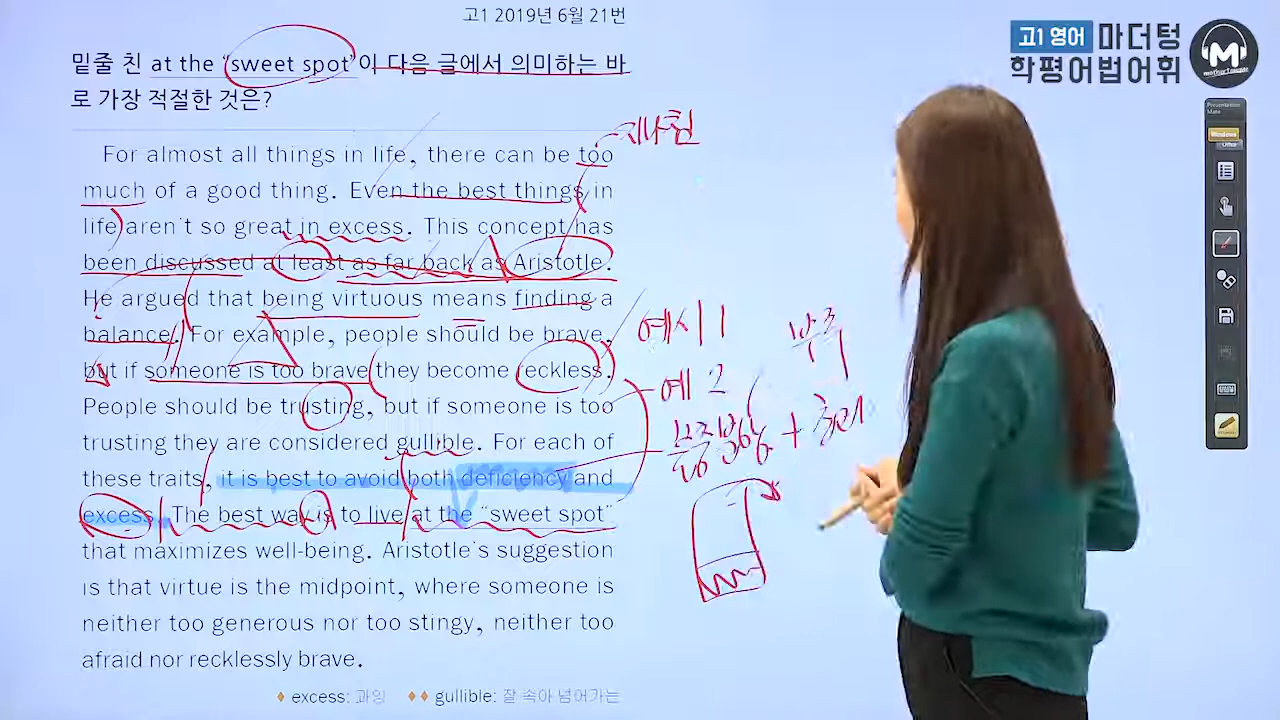 고1 2019년 6월 21번
밑줄 친 at the “sweet spot”이 다음 글에서 의미하는 바
로 가장 적절한 것은?
For almost all things in life, there can be too
much of a good thing. Even the best things in
life aren't so great in excess. This concept has
been discussed at least as far back as Aristotle.
He argued that being virtuous means finding a
balance. For example, people should be brave,
but if someone is too brave they become reckless.
People should be trusting, but if someone is too
trusting they are considered gullible. For each of
these traits, it is best to avoid both deficiency and
excess. The best way is to live at the “sweet spot”
that maximizes well-being. Aristotle's suggestion
is that virtue is the midpoint, where someone is
neither too generous nor too stingy, neither too
afraid nor recklessly brave.
♦ excess: 과잉 ♦♦ gullible: 잘 속아 넘어가는
지나친
예시 1
예 2
부족
고1 영어 마더텅
학평어법어휘
M
mother tongue
Presentation
Mate
Windows
Office